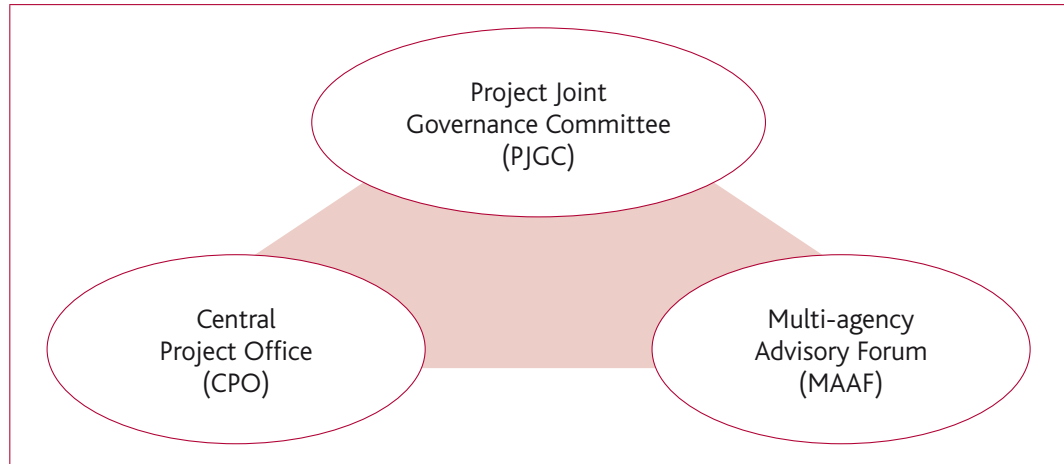 Project Joint
Governance Committee
(PJGC)
Central
Project Office
(CPO)
Multi-agency
Advisory Forum
(MAAF)